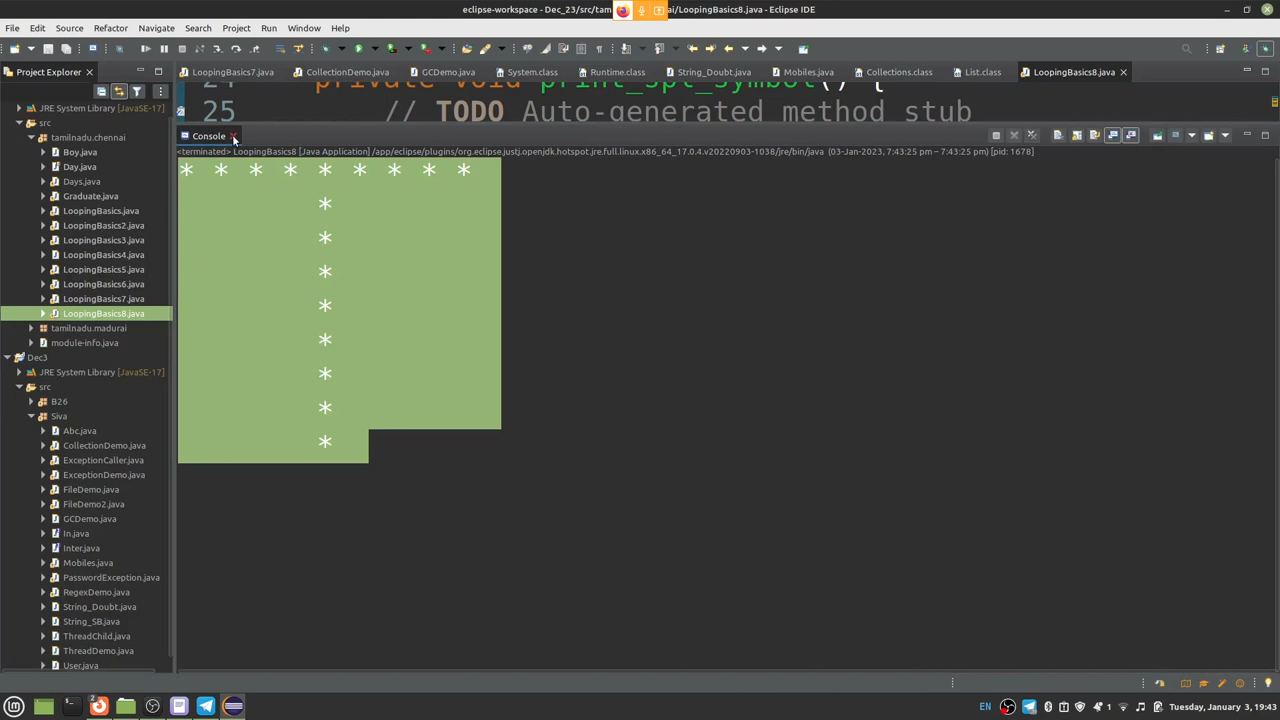 eclipse-workspace - Dec_23/src/tam ai/LoopingBasics8.java - Eclipse IDE
File Edit Source Refactor Navigate Search Project Run Window Help
Project Explorer
LoopingBasics7.java CollectionDemo.java GCDemo.java System.class Runtime.class String_Doubt.java Mobiles.java Collections.class List.class LoopingBasics8.java
24 private void print_spl_symbol() {
25 // TODO Auto-generated method stub
Console
<terminated> LoopingBasics8 [Java Application] /app/eclipse/plugins/org.eclipse.justj.openjdk.hotspot.jre.full.linux.x86_64_17.0.4.v20220903-1038/jre/bin/java (03-Jan-2023, 7:43:25 pm – 7:43:25 pm) [pid: 1678]
* * * * * * * * *
*
*
*
*
*
*
*
*
JRE System Library [JavaSE-17]
src
tamilnadu.chennai
Boy.java
Day.java
Days.java
Graduate.java
LoopingBasics.java
LoopingBasics2.java
LoopingBasics3.java
LoopingBasics4.java
LoopingBasics5.java
LoopingBasics6.java
LoopingBasics7.java
LoopingBasics8.java
tamilnadu.madurai
module-info.java
Dec3
JRE System Library [JavaSE-17]
src
B26
Siva
Abc.java
CollectionDemo.java
ExceptionCaller.java
ExceptionDemo.java
FileDemo.java
FileDemo2.java
GCDemo.java
In.java
Inter.java
Mobiles.java
PasswordException.java
RegexDemo.java
String_Doubt.java
String_SB.java
ThreadChild.java
ThreadDemo.java
User.java
2
EN 1 Tuesday, January 3, 19:43